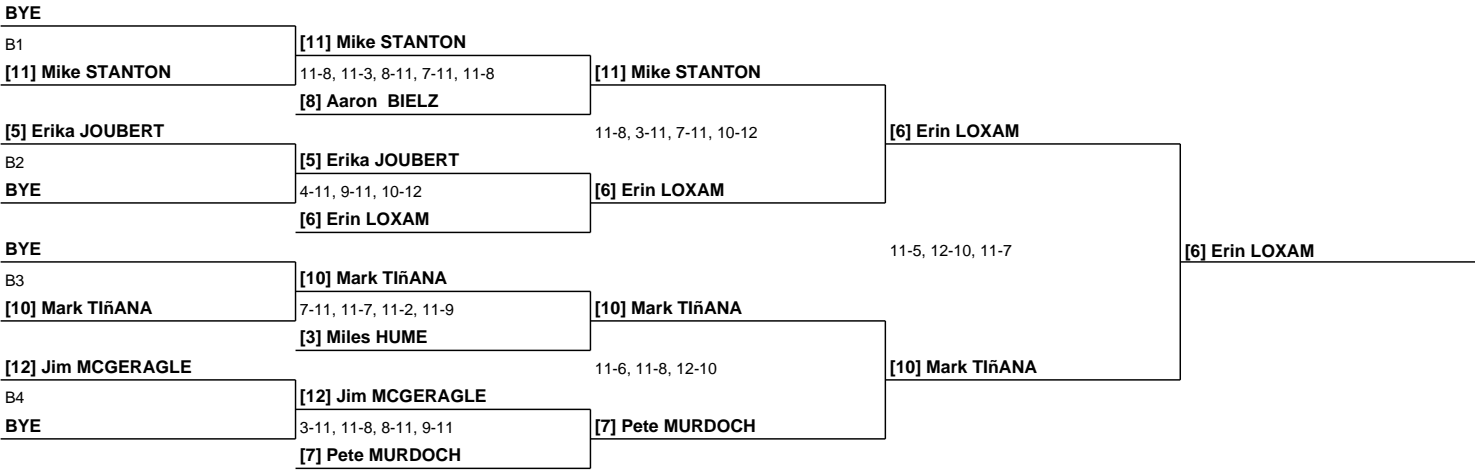 BYE
B1
[11] Mike STANTON
[11] Mike STANTON
11-8, 11-3, 8-11, 7-11, 11-8
[11] Mike STANTON
[8] Aaron BIELZ
[5] Erika JOUBERT
11-8, 3-11, 7-11, 10-12
[6] Erin LOXAM
B2
[5] Erika JOUBERT
BYE
4-11, 9-11, 10-12
[6] Erin LOXAM
[6] Erin LOXAM
BYE
11-5, 12-10, 11-7
[6] Erin LOXAM
B3
[10] Mark TIñANA
[10] Mark TIñANA
7-11, 11-7, 11-2, 11-9
[10] Mark TIñANA
[3] Miles HUME
[12] Jim MCGERAGLE
11-6, 11-8, 12-10
[10] Mark TIñANA
B4
[12] Jim MCGERAGLE
BYE
3-11, 11-8, 8-11, 9-11
[7] Pete MURDOCH
[7] Pete MURDOCH